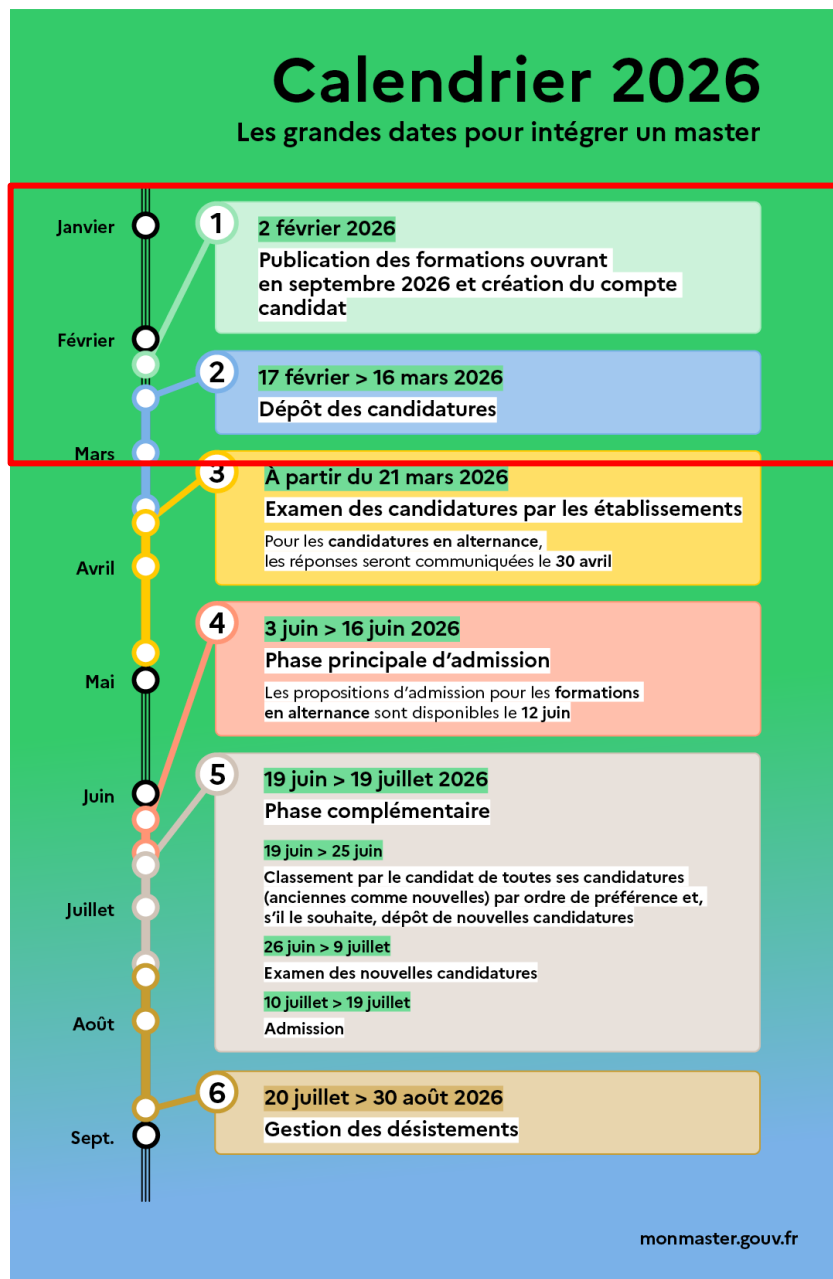 Calendrier 2026
Les grandes dates pour intégrer un master
Janvier
1
2 février 2026
Publication des formations ouvrant
en septembre 2026 et création du compte
candidat
Février
2
17 février > 16 mars 2026
Dépôt des candidatures
Mars
3
À partir du 21 mars 2026
Examen des candidatures par les établissements
Pour les candidatures en alternance,
les réponses seront communiquées le 30 avril
Avril
4
3 juin > 16 juin 2026
Phase principale d'admission
Mai
Les propositions d'admission pour les formations
en alternance sont disponibles le 12 juin
5
19 juin > 19 juillet 2026
Juin
Phase complémentaire
19 juin > 25 juin
Classement par le candidat de toutes ses candidatures
(anciennes comme nouvelles) par ordre de préférence et,
s'il le souhaite, dépôt de nouvelles candidatures
Juillet
26 juin > 9 juillet
Examen des nouvelles candidatures
10 juillet > 19 juillet
Admission
Août
6
20 juillet > 30 août 2026
Gestion des désistements
Sept.
monmaster.gouv.fr